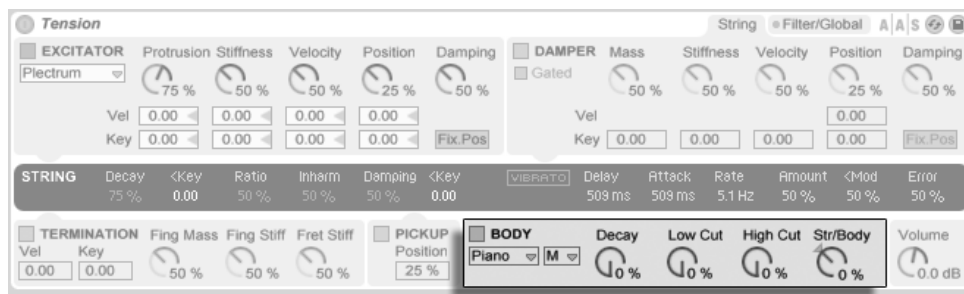 Tension
String Filter/Global A A S
EXCITATOR Protrusion Stiffness Velocity Position Damping
Plectrum
75 % 50 % 50 % 25 % 50 %
Vel 0.00 0.00 0.00 0.00
Key 0.00 0.00 0.00 0.00 Fix.Pos
DAMPER Mass Stiffness Velocity Position Damping
Gated
50 % 50 % 50 % 25 % 50 %
Vel 0.00
Key 0.00 0.00 0.00 0.00 Fix.Pos
STRING Decay <Key Ratio Inharm Damping <Key VIBRATO Delay Attack Rate Amount <Mod Error
75 % 0.00 50 % 50 % 50 % 0.00 509 ms 509 ms 5.1 Hz 50 % 50 % 50 %
TERMINATION Fing Mass Fing Stiff Fret Stiff
Vel Key
0.00 0.00 50 % 50 % 50 %
PICKUP
Position
25 %
BODY Decay Low Cut High Cut Str/Body
Piano M
0 % 0 % 0 % 0 %
Volume
0.0 dB